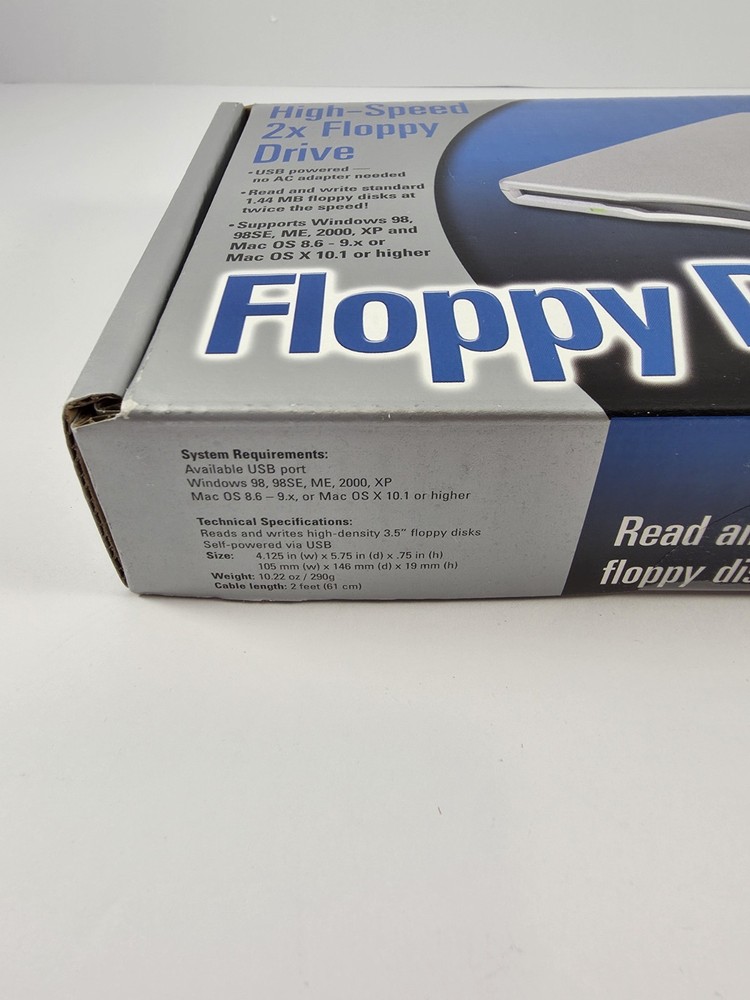 High-Speed
2x Floppy
Drive
•USB powered —
no AC adapter needed
•Read and write standard
1.44 MB floppy disks at
twice the speed!
•Supports Windows 98,
98SE, ME, 2000, XP and
Mac OS 8.6 - 9.x or
Mac OS X 10.1 or higher
Floppy
System Requirements:
Available USB port
Windows 98, 98SE, ME, 2000, XP
Mac OS 8.6 – 9.x, or Mac OS X 10.1 or higher
Technical Specifications:
Reads and writes high-density 3.5" floppy disks
Self-powered via USB
Size: 4.125 in (w) x 5.75 in (d) x .75 in (h)
105 mm (w) x 146 mm (d) x 19 mm (h)
Weight: 10.22 oz / 290g
Cable length: 2 feet (61 cm)
Read
floppy